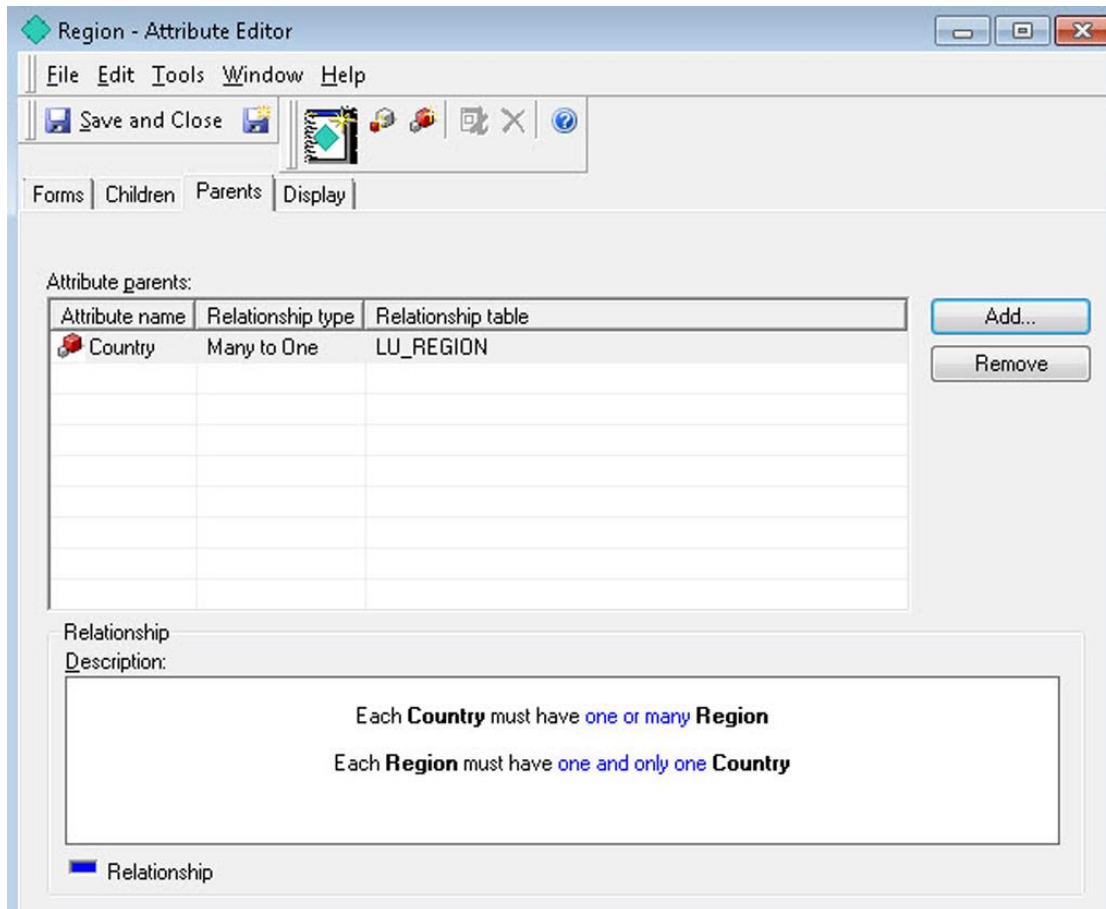 Region - Attribute Editor
File Edit Tools Window Help
Save and Close
Forms Children Parents Display
Attribute parents:
Attribute name Relationship type Relationship table
Add...
Country Many to One LU_REGION
Remove
Relationship
Description:
Each Country must have one or many Region
Each Region must have one and only one Country
Relationship